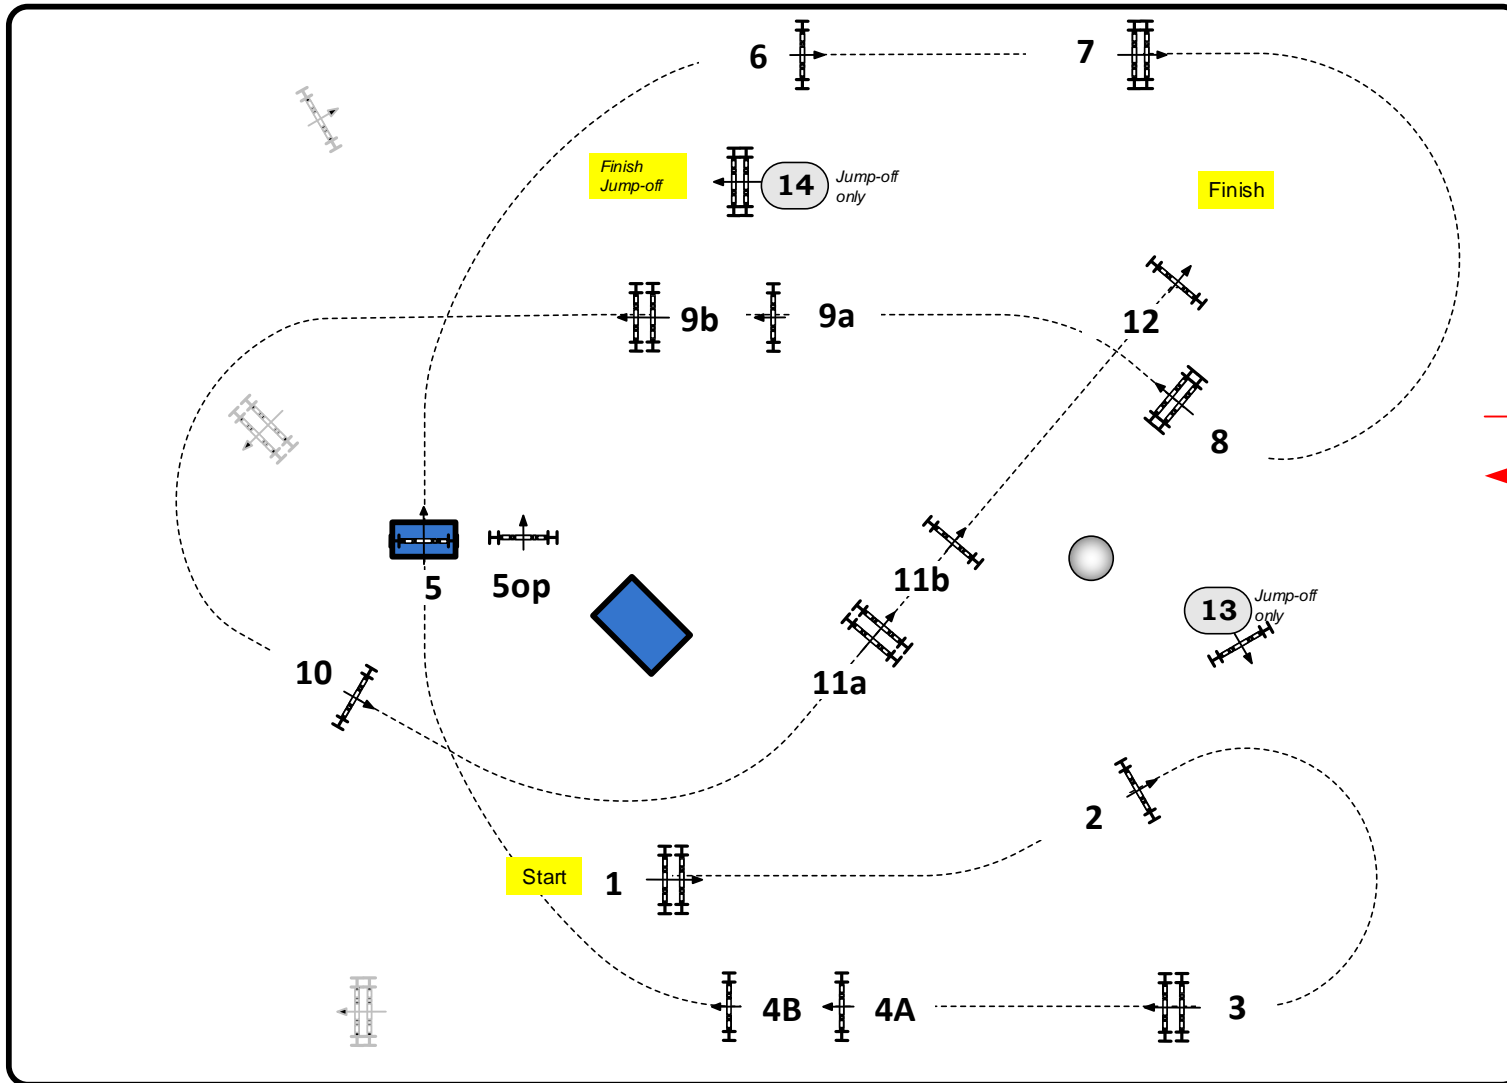 6
7
Finish
Jump-off
14
Jump-off
only
Finish
9b
9a
12
8
5
5op
11b
13
Jump-off
only
10
11a
2
Start
1
4B
4A
3